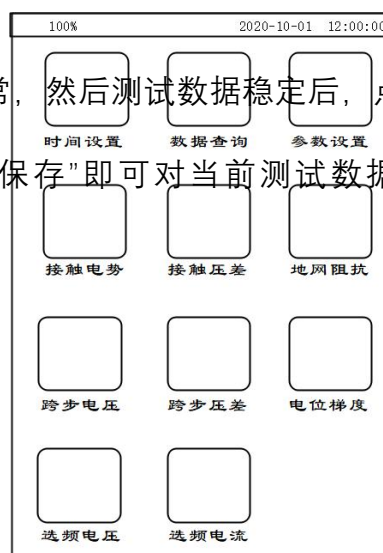 100% 2020-10-01 12:00:00
常，然后测试数据稳定后，点
时间设置 数据查询 参数设置
保存”即可对当前测试数据
接触电势 接触压差 地网阻抗
跨步电压 跨步压差 电位梯度
选频电压 选频电流